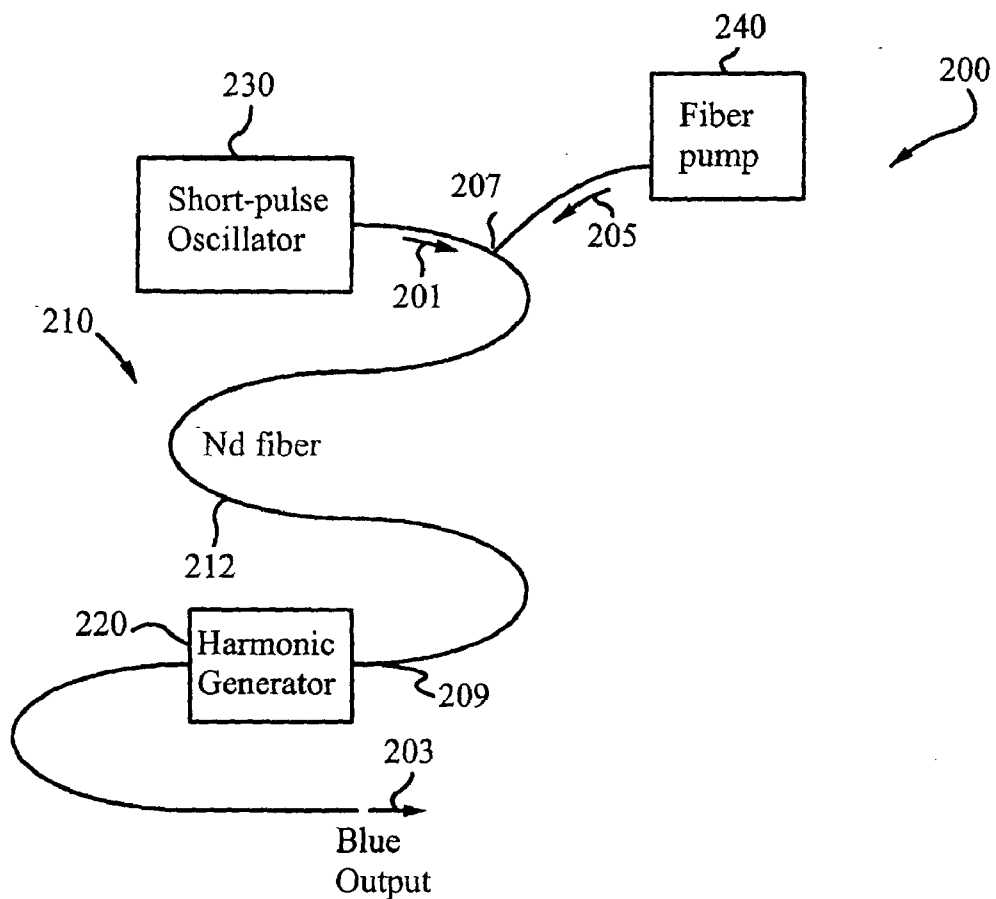 240
200
230
Fiber
pump
Short-pulse
Oscillator
207
205
201
210
Nd fiber
212
220
Harmonic
Generator
209
203
Blue
Output